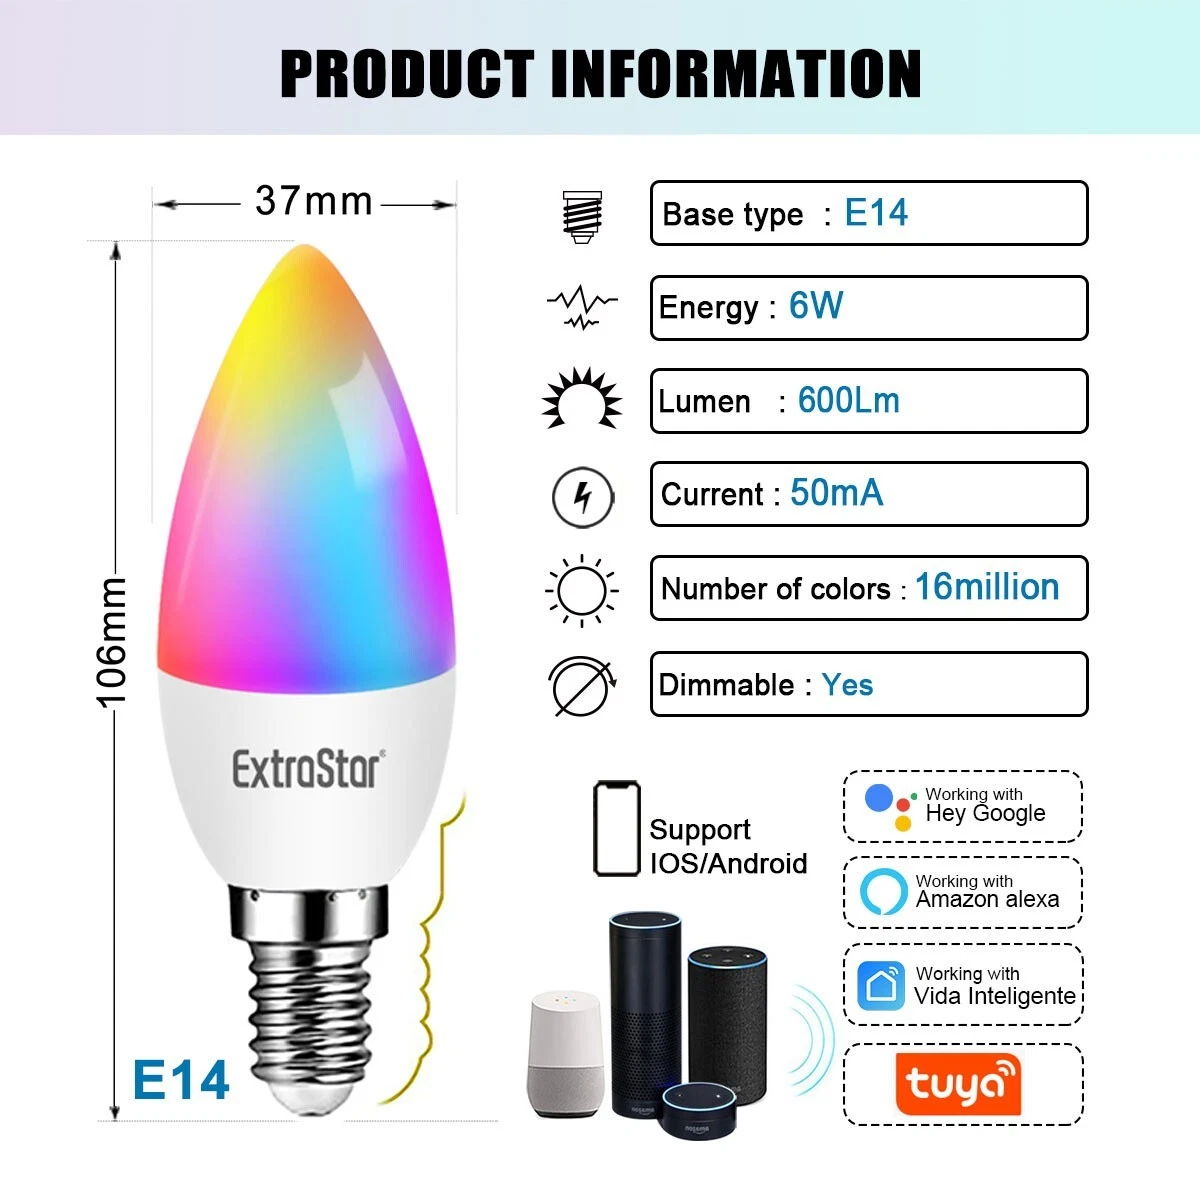 PRODUCT INFORMATION
37mm
106mm
ExtraStar®
E14
Base type : E14
Energy : 6W
Lumen : 600Lm
Current : 50mA
Number of colors : 16million
Dimmable : Yes
Support
IOS/Android
Working with
Hey Google
Working with
Amazon alexa
Working with
Vida Inteligente
tuya